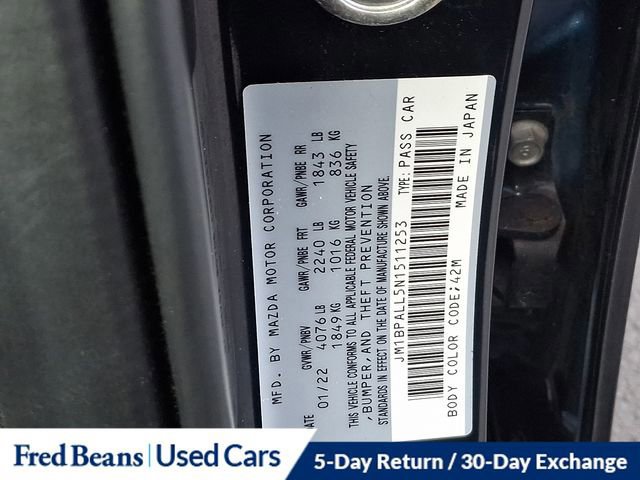 MFD. BY MAZDA MOTOR CORPORATION
GVWR/PNBV GAWR/PNBE FRT GAWR/PNBE RR
01/22 4076 LB 2240 LB 1843 LB
1849 KG 1016 KG 836 KG
THIS VEHICLE CONFORMS TO ALL APPLICABLE FEDERAL MOTOR VEHICLE SAFETY
, BUMPER, AND THEFT PREVENTION
STANDARDS IN EFFECT ON THE DATE OF MANUFACTURE SHOWN ABOVE.
JM1BPALL5N1511253 TYPE: PASS CAR
BODY COLOR CODE;42M MADE IN JAPAN
Fred Beans | Used Cars
5-Day Return / 30-Day Exchange